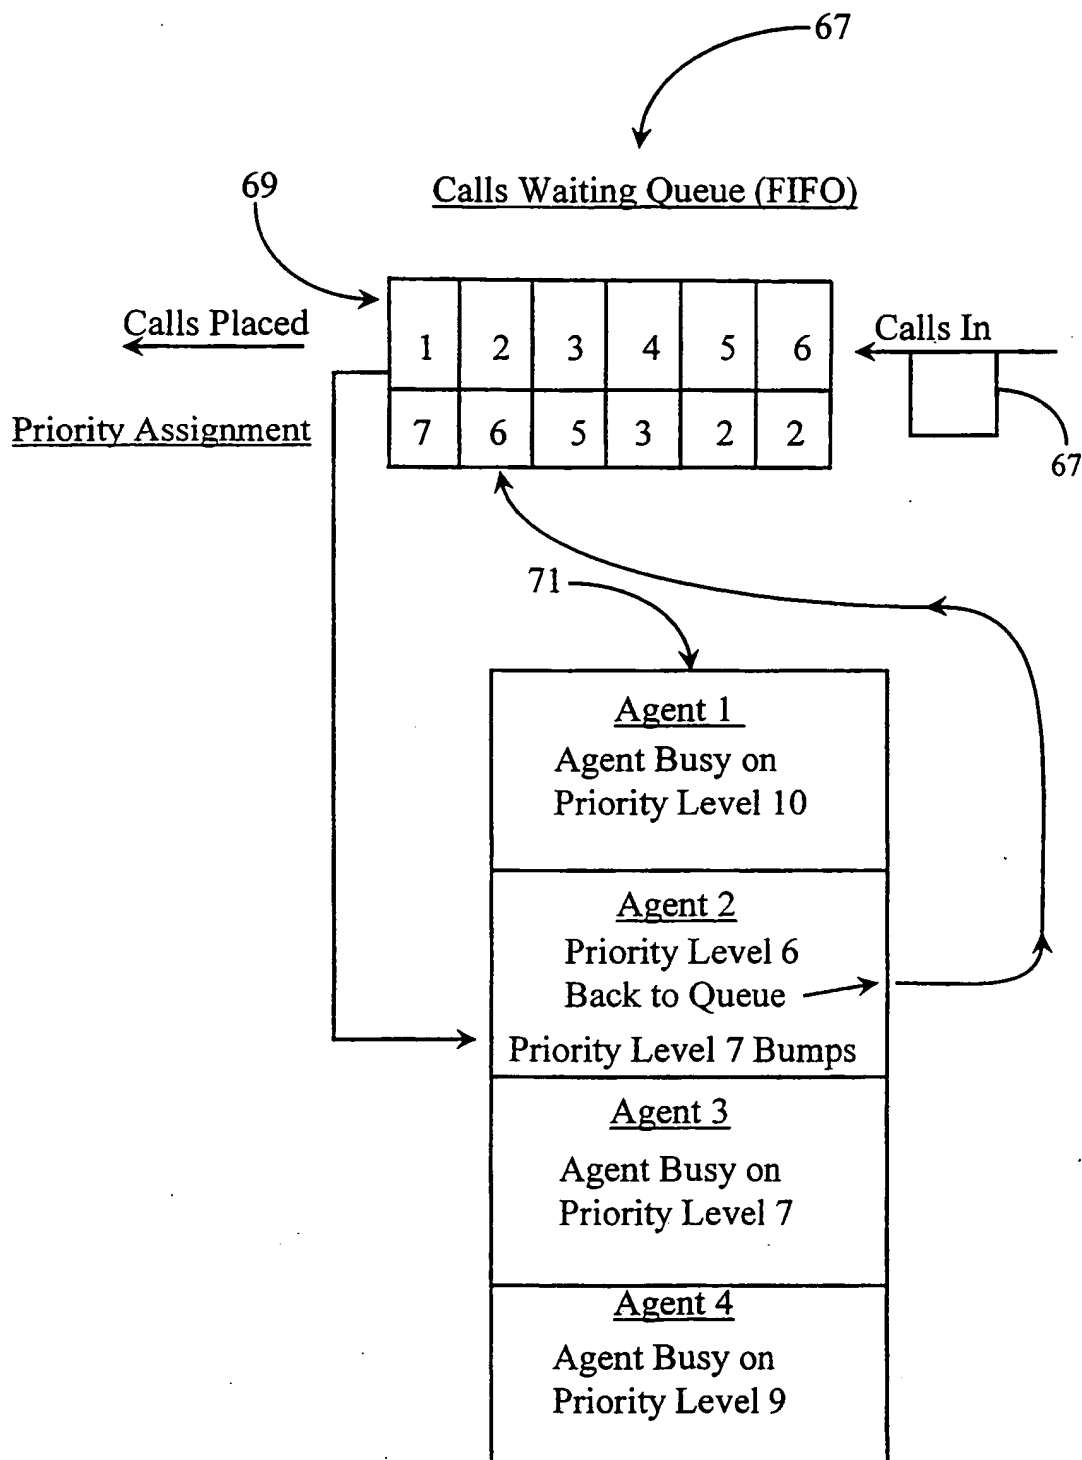 67
69
Calls Waiting Queue (FIFO)
Calls Placed
1 2 3 4 5 6
Calls In
Priority Assignment
7 6 5 3 2 2
67
71
Agent 1
Agent Busy on
Priority Level 10
Agent 2
Priority Level 6
Back to Queue
Priority Level 7 Bumps
Agent 3
Agent Busy on
Priority Level 7
Agent 4
Agent Busy on
Priority Level 9